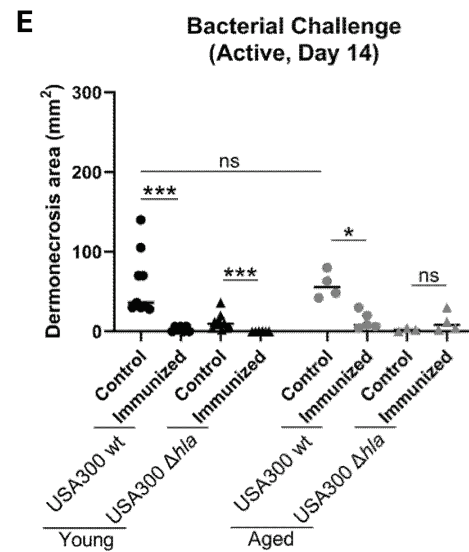 E
Bacterial Challenge
(Active, Day 14)
Dermonecrosis area (mm²)
300
200
100
0
ns
***
***
*
ns
Control
Immunized
Control
Immunized
Control
Immunized
Control
Immunized
USA300 wt
USA300 Δhla
USA300 wt
USA300 Δhla
Young
Aged